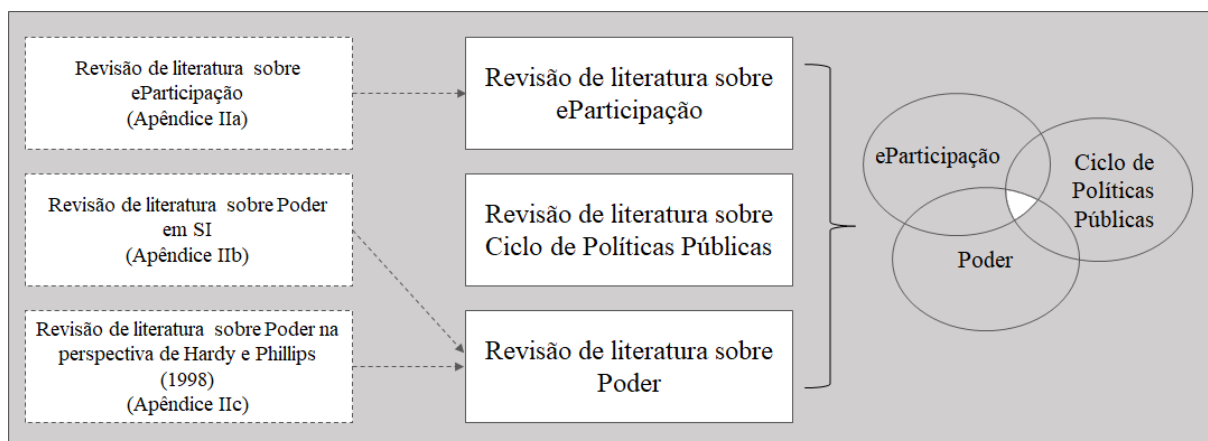 Revisão de literatura sobre
eParticipação
(Apêndice IIa)
Revisão de literatura sobre Poder
em SI
(Apêndice IIb)
Revisão de literatura sobre Poder na
perspectiva de Hardy e Phillips
(1998)
(Apêndice IIc)
Revisão de literatura sobre
eParticipação
Revisão de literatura sobre
Ciclo de Políticas Públicas
Revisão de literatura sobre
Poder
eParticipação
Ciclo de
Políticas
Públicas
Poder